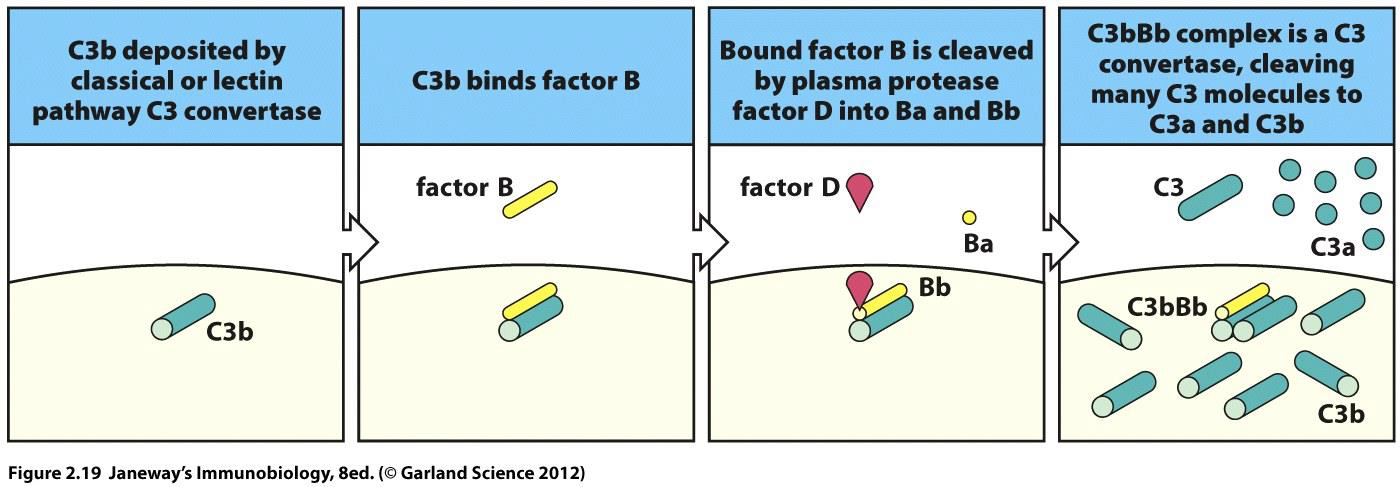 C3b deposited by
classical or lectin
pathway C3 convertase
C3b
C3b binds factor B
factor B
Bound factor B is cleaved
by plasma protease
factor D into Ba and Bb
factor D
Ba
Bb
C3bBb complex is a C3
convertase, cleaving
many C3 molecules to
C3a and C3b
C3
C3a
C3bBb
C3b
Figure 2.19 Janeway’s Immunobiology, 8ed. (© Garland Science 2012)